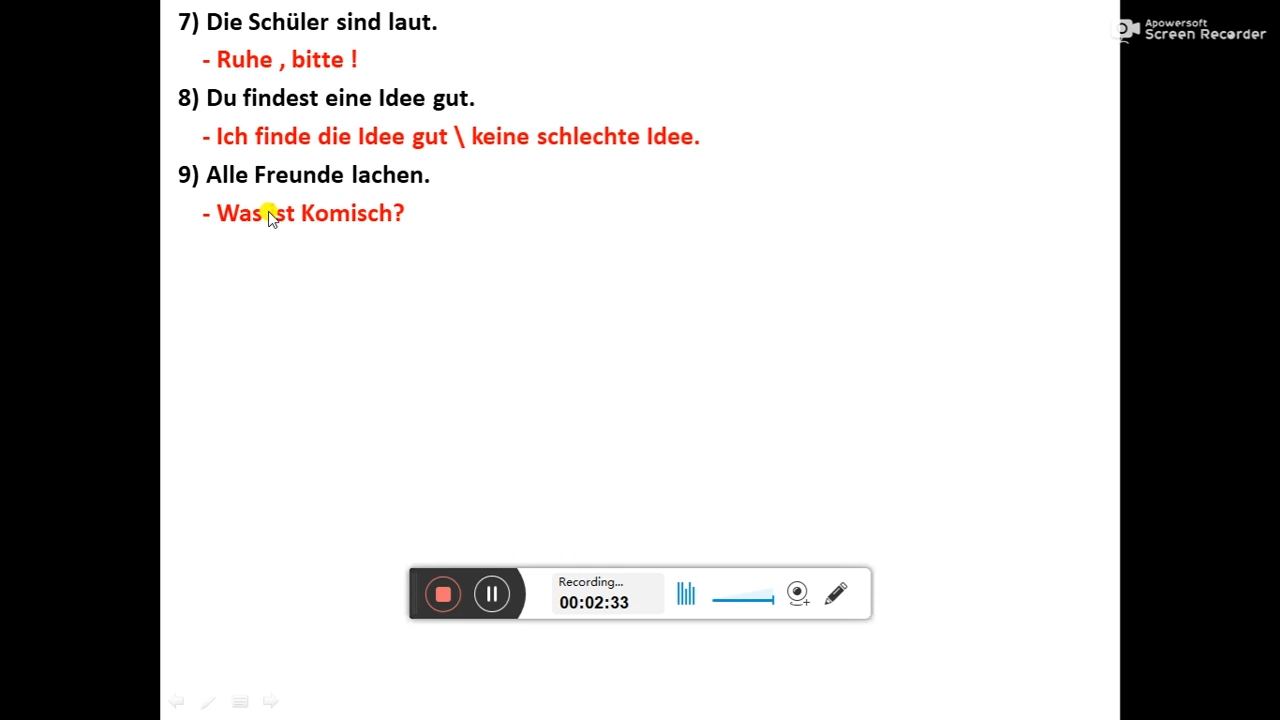 Apowersoft
Screen Recorder
7) Die Schüler sind laut.
- Ruhe , bitte !
8) Du findest eine Idee gut.
- Ich finde die Idee gut \ keine schlechte Idee.
9) Alle Freunde lachen.
- Was ist Komisch?
Recording...
00:02:33